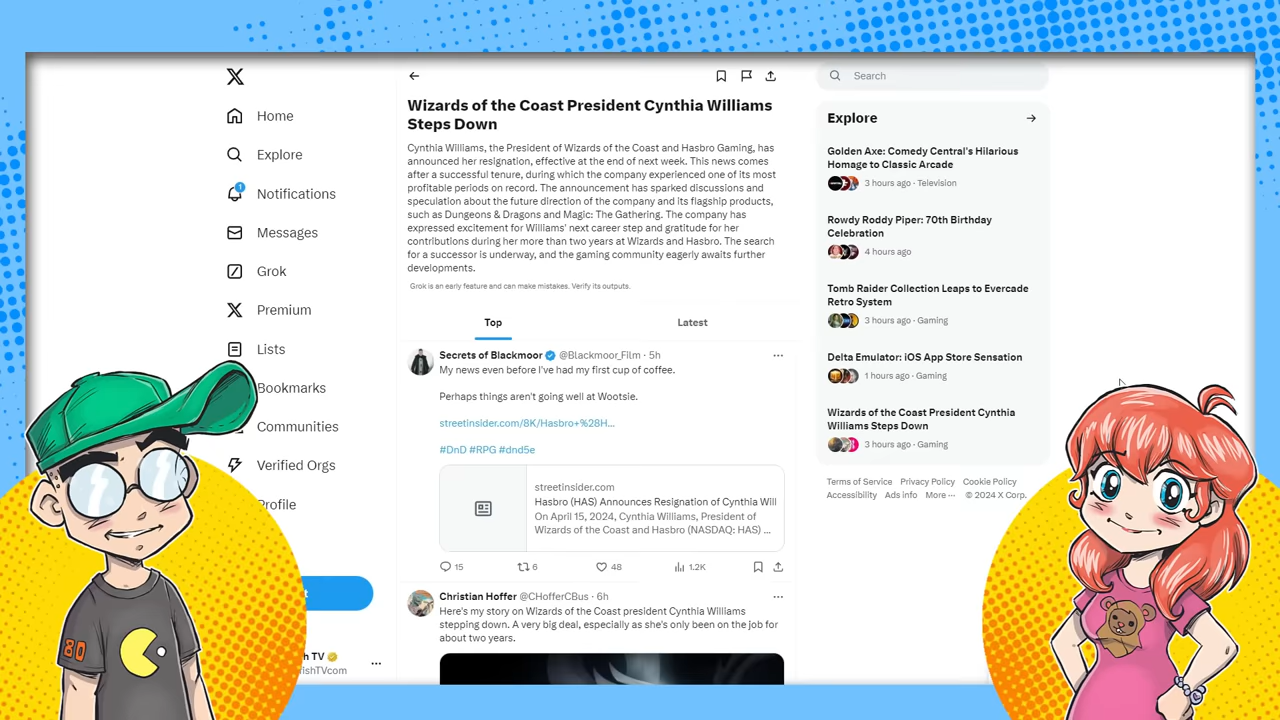 Home
Explore
1
Notifications
Messages
Grok
Premium
Lists
Bookmarks
Communities
Verified Orgs
Profile
Wizards of the Coast President Cynthia Williams
Steps Down
Cynthia Williams, the President of Wizards of the Coast and Hasbro Gaming, has
announced her resignation, effective at the end of next week. This news comes
after a successful tenure, during which the company experienced one of its most
profitable periods on record. The announcement has sparked discussions and
speculation about the future direction of the company and its flagship products,
such as Dungeons & Dragons and Magic: The Gathering. The company has
expressed excitement for Williams' next career step and gratitude for her
contributions during her more than two years at Wizards and Hasbro. The search
for a successor is underway, and the gaming community eagerly awaits further
developments.
Grok is an early feature and can make mistakes. Verify its outputs.
Top
Latest
Secrets of Blackmoor @Blackmoor_Film · 5h
My news even before I've had my first cup of coffee.
Perhaps things aren't going well at Wootsie.
streetinsider.com/8K/Hasbro+%28H...
#DnD #RPG #dnd5e
streetinsider.com
Hasbro (HAS) Announces Resignation of Cynthia Will
On April 15, 2024, Cynthia Williams, President of
Wizards of the Coast and Hasbro (NASDAQ: HAS) ...
15
6
48
1.2K
Christian Hoffer @CHofferCBus · 6h
Here's my story on Wizards of the Coast president Cynthia Williams
stepping down. A very big deal, especially as she's only been on the job for
about two years.
Search
Explore
Golden Axe: Comedy Central's Hilarious
Homage to Classic Arcade
3 hours ago · Television
Rowdy Roddy Piper: 70th Birthday
Celebration
4 hours ago
Tomb Raider Collection Leaps to Evercade
Retro System
3 hours ago · Gaming
Delta Emulator: iOS App Store Sensation
1 hours ago · Gaming
Wizards of the Coast President Cynthia
Williams Steps Down
3 hours ago · Gaming
Terms of Service Privacy Policy Cookie Policy
Accessibility Ads info More ··· © 2024 X Corp.
80
h TV
ishTVcom